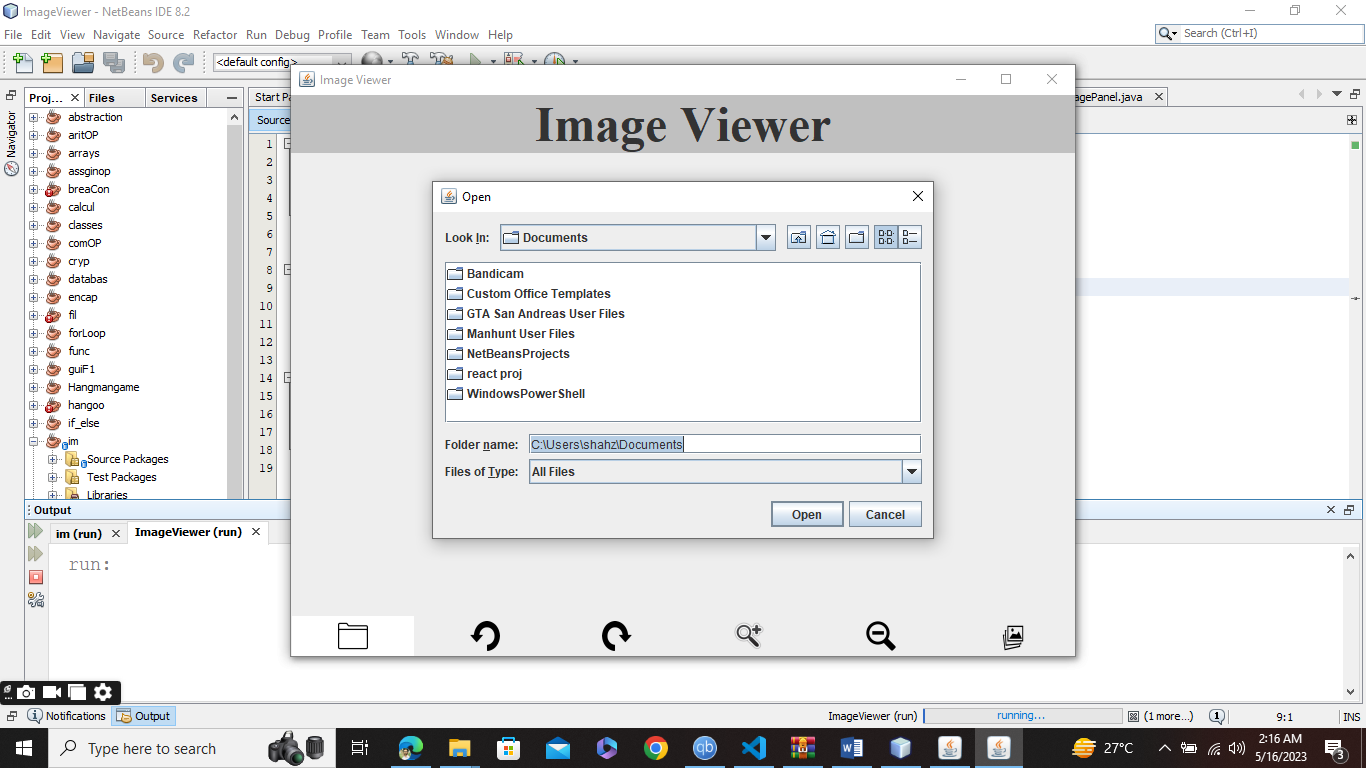 ImageViewer - NetBeans IDE 8.2
File Edit View Navigate Source Refactor Run Debug Profile Team Tools Window Help
Search (Ctrl+I)
<default config>
Image Viewer
Proj... Files Services
Start Pa
agePanel.java
Navigator
Source
Image Viewer
abstraction
aritOP
arrays
assginop
breaCon
calcul
classes
comOP
cryp
databas
encap
fil
forLoop
func
guiF1
Hangmangame
hangoo
if_else
im
Source Packages
Test Packages
Libraries
1
2
3
4
5
6
7
8
9
10
11
12
13
14
15
16
17
18
19
Open
Look In: Documents
Bandicam
Custom Office Templates
GTA San Andreas User Files
Manhunt User Files
NetBeansProjects
react proj
WindowsPowerShell
Folder name: C:\Users\shahz\Documents
Files of Type: All Files
Open Cancel
Output
im (run) ImageViewer (run)
run:
Notifications Output
ImageViewer (run) running... (1 more...) 1 9:1 INS
Type here to search
27°C
2:16 AM
5/16/2023
3